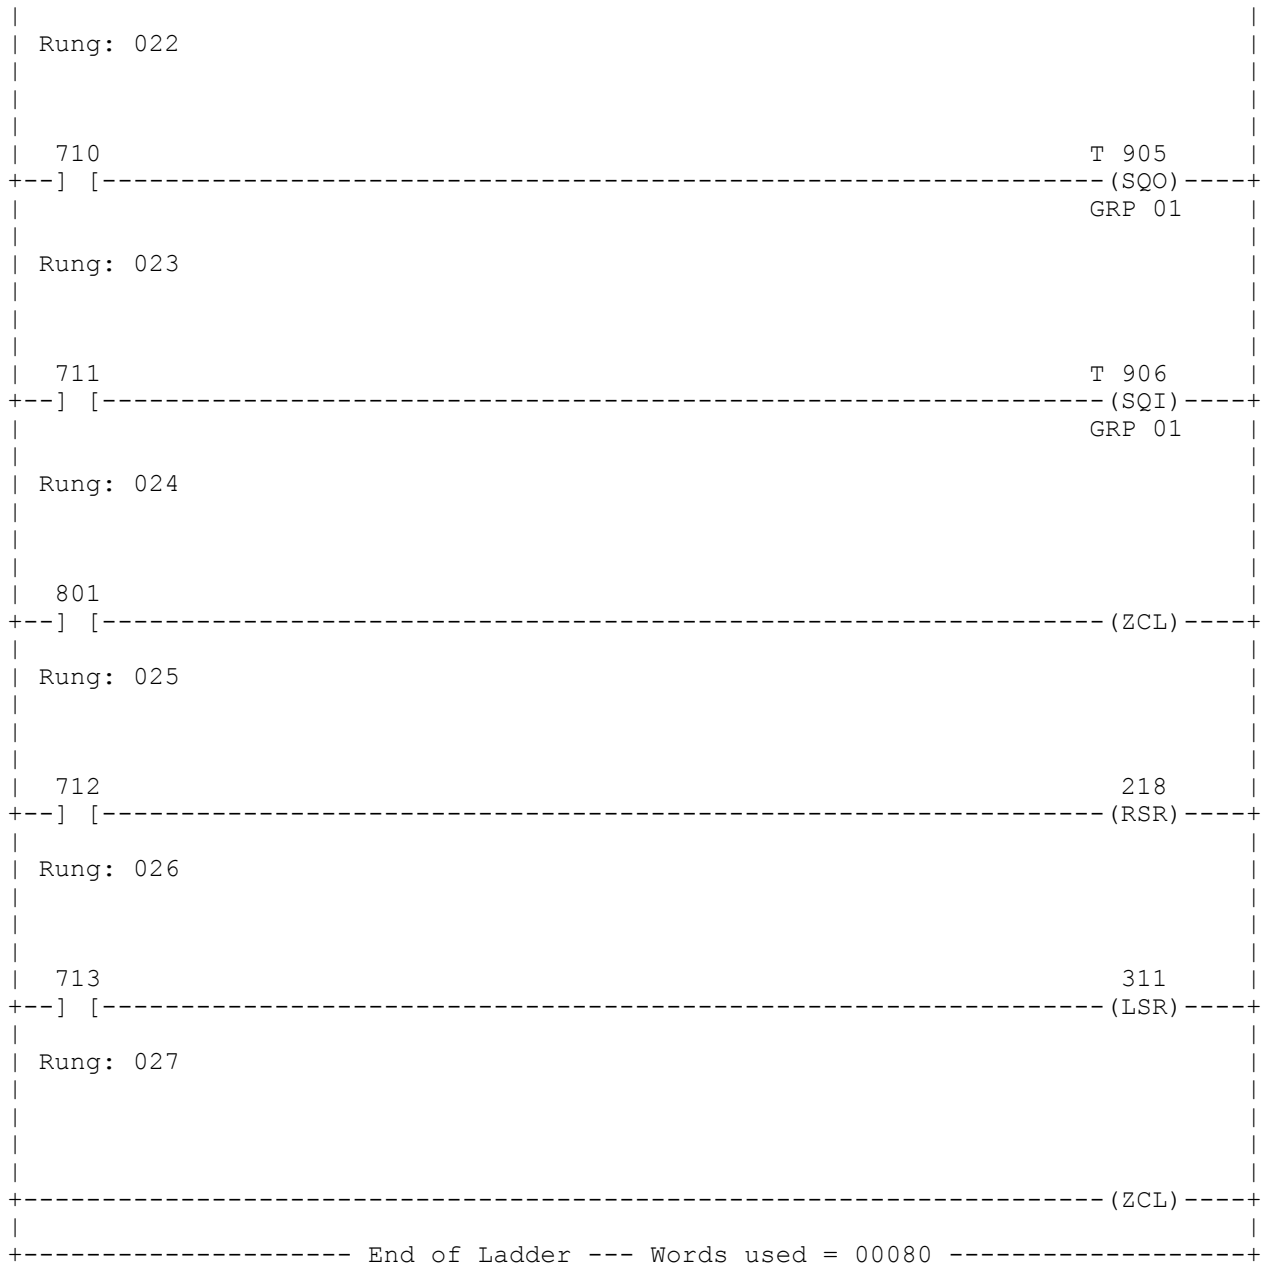 Rung: 022
710 T 905
+--] [----------------------------------------------------------------(SQO)----+
GRP 01
Rung: 023
711 T 906
+--] [----------------------------------------------------------------(SQI)----+
GRP 01
Rung: 024
801
+--] [----------------------------------------------------------------(ZCL)----+
Rung: 025
712 218
+--] [----------------------------------------------------------------(RSR)----+
Rung: 026
713 311
+--] [----------------------------------------------------------------(LSR)----+
Rung: 027
+---------------------------------------------------------------------(ZCL)----+
+--------------------- End of Ladder --- Words used = 00080 -------------------+